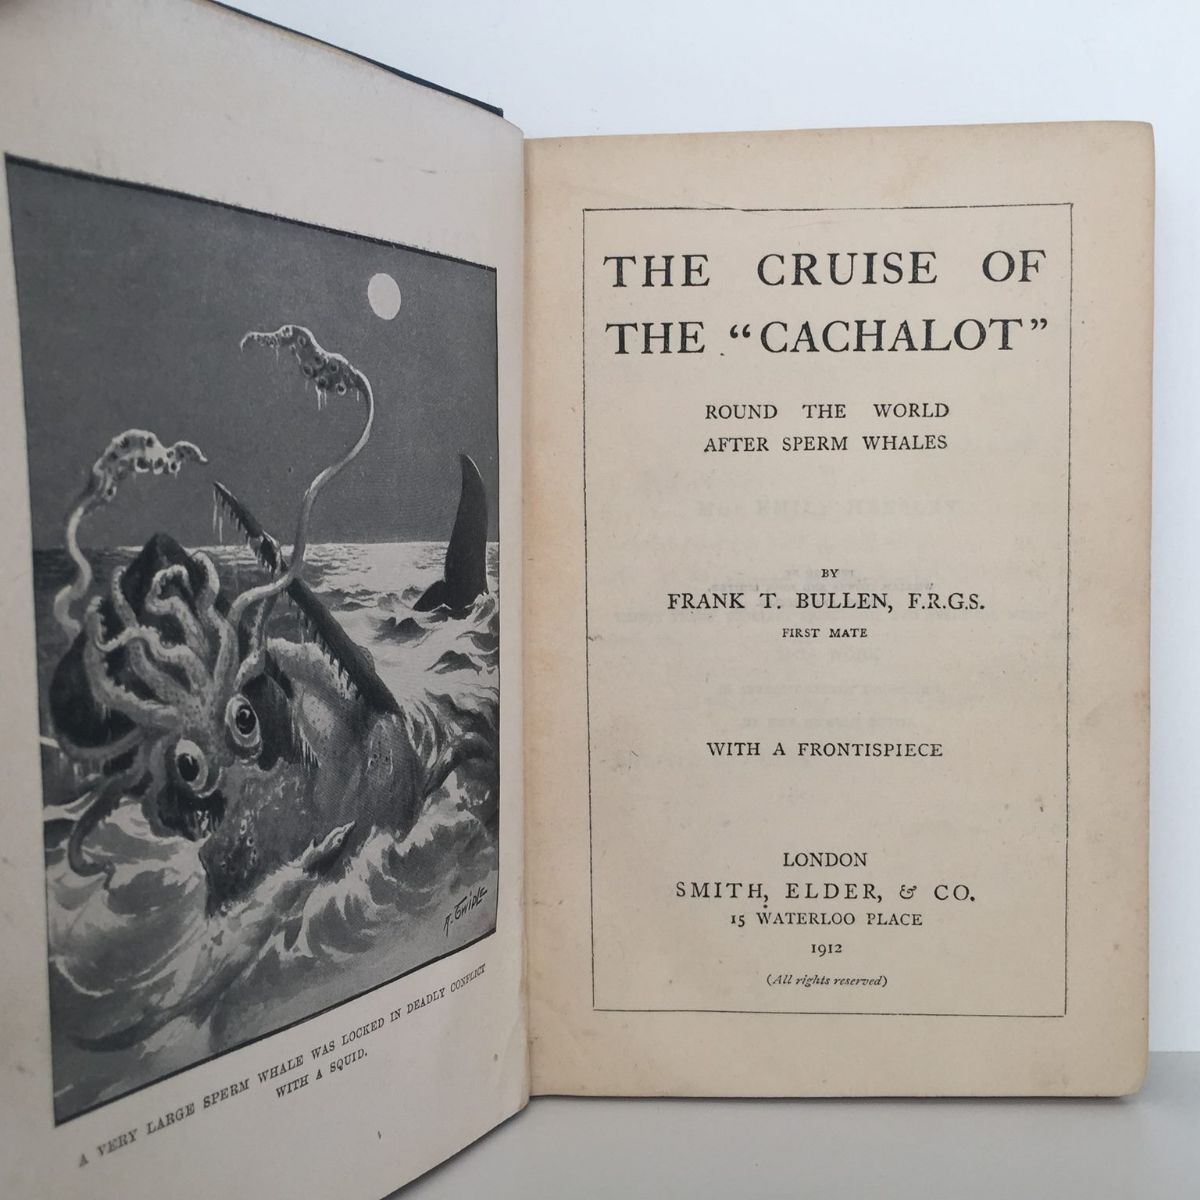 A. TWIDLE
A VERY LARGE SPERM WHALE WAS LOCKED IN DEADLY CONFLICT
WITH A SQUID.
THE CRUISE OF
THE “CACHALOT”
ROUND THE WORLD
AFTER SPERM WHALES
BY
FRANK T. BULLEN, F.R.G.S.
FIRST MATE
WITH A FRONTISPIECE
LONDON
SMITH, ELDER, & CO.
15 WATERLOO PLACE
1912
(All rights reserved)